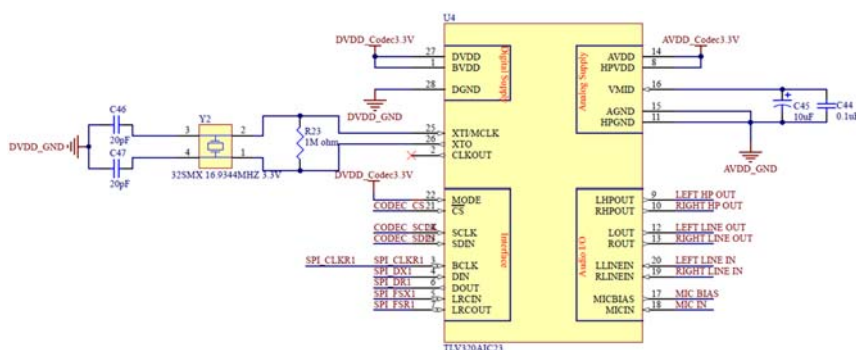 U4
DVDD_Codec3.3V
AVDD_Codec3.3V
27 DVDD
1 BVDD
28 DGND
Digital Supply
DVDD_GND
AVDD 14
HPVDD 8
VMID 16
AGND 15
HPGND 11
Analog Supply
C45
10uF
C44
0.1u
AVDD_GND
C46
20pF
C47
20pF
DVDD_GND
Y2
3 2
4 1
32SMX 16.9344MHZ 3.3V
R23
1M ohm
25 XTI/MCLK
26 XTO
2 CLKOUT
DVDD_Codec3.3V
22 MODE
CODEC_CS 21 CS
CODEC_SCLK SCLK
CODEC_SDIN SDIN
SPI_CLKR1 SPI_CLKR1 3 BCLK
SPI_DX1 4 DIN
SPI_DR1 6 DOUT
SPI_FSX1 5 LRCIN
SPI_FSR1 7 LRCOUT
Interface
LHPOUT 9 LEFT HP OUT
RHPOUT 10 RIGHT HP OUT
LOUT 12 LEFT LINE OUT
ROUT 13 RIGHT LINE OUT
LLINEIN 20 LEFT LINE IN
RLINEIN 19 RIGHT LINE IN
MICBIAS 17 MIC BIAS
MICIN 18 MIC IN
Audio I/O
TLV320AIC23